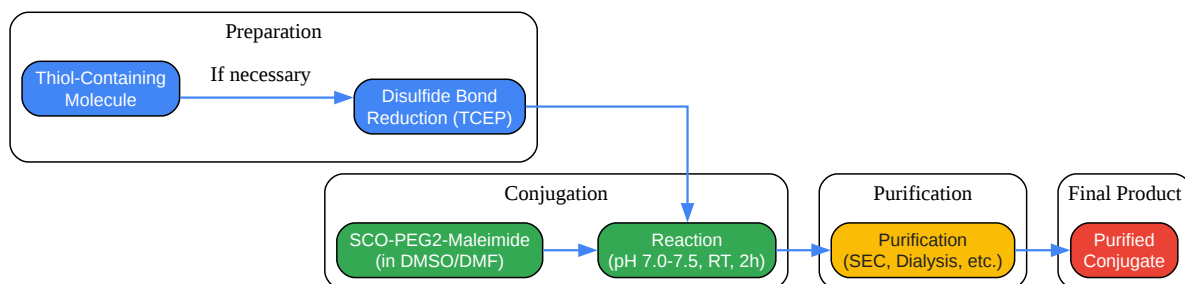 Preparation
Thiol-Containing
Molecule
If necessary
Disulfide Bond
Reduction (TCEP)
Conjugation
SCO-PEG2-Maleimide
(in DMSO/DMF)
Reaction
(pH 7.0-7.5, RT, 2h)
Purification
Purification
(SEC, Dialysis, etc.)
Final Product
Purified
Conjugate